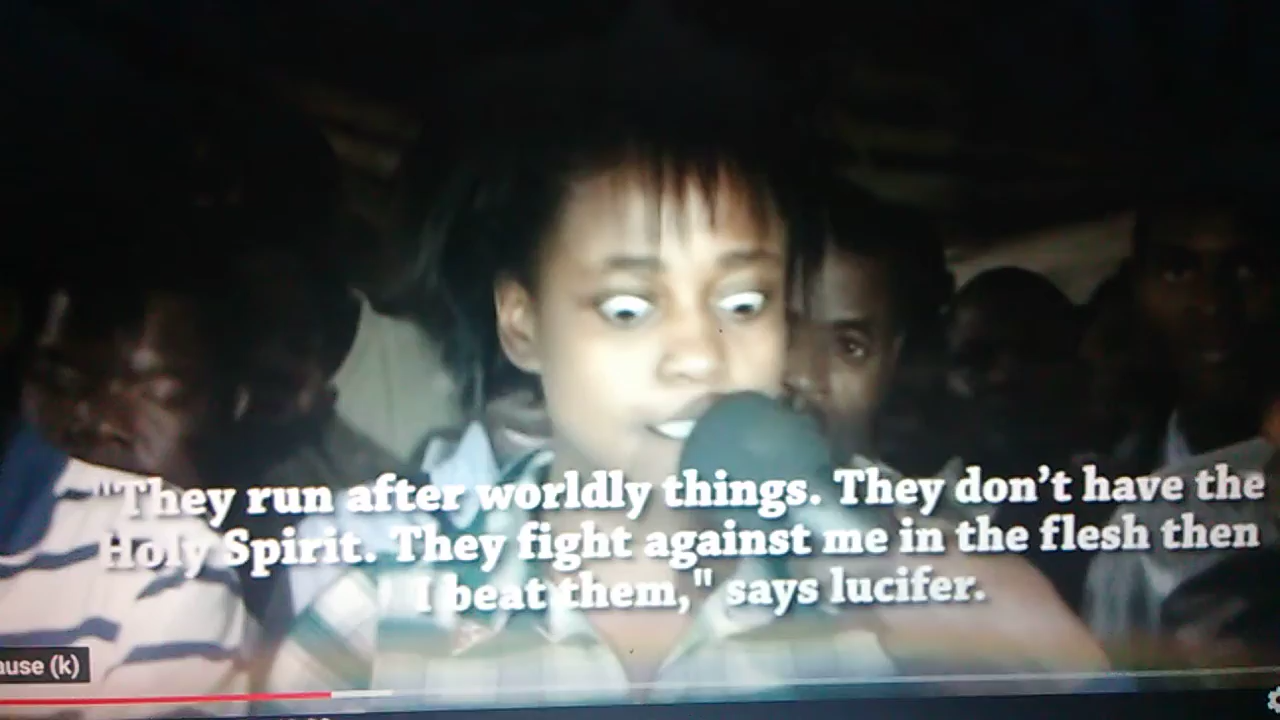 "They run after worldly things. They don't have the
Holy Spirit. They fight against me in the flesh then
I beat them," says lucifer.
ause (k)